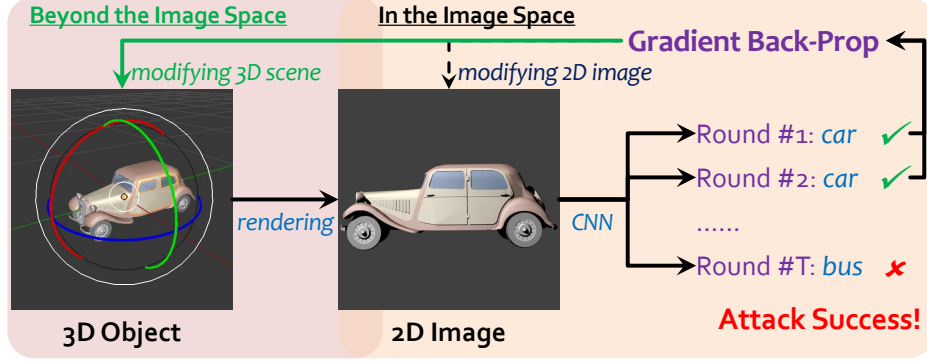 Beyond the Image Space
In the Image Space
Gradient Back-Prop
modifying 3D scene
modifying 2D image
Round #1: car ✓
Round #2: car ✓
rendering
CNN
......
Round #T: bus ✘
3D Object
2D Image
Attack Success!